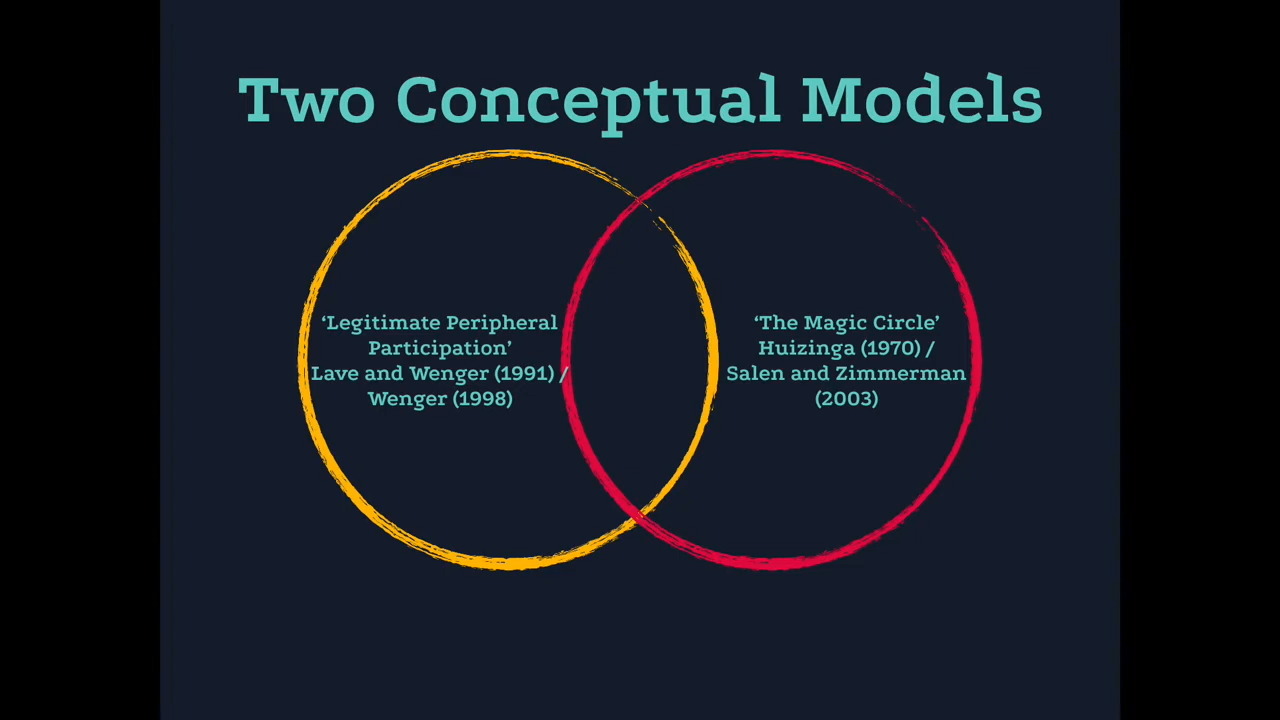 Two Conceptual Models
‘Legitimate Peripheral
Participation’
Lave and Wenger (1991) /
Wenger (1998)
‘The Magic Circle’
Huizinga (1970) /
Salen and Zimmerman
(2003)